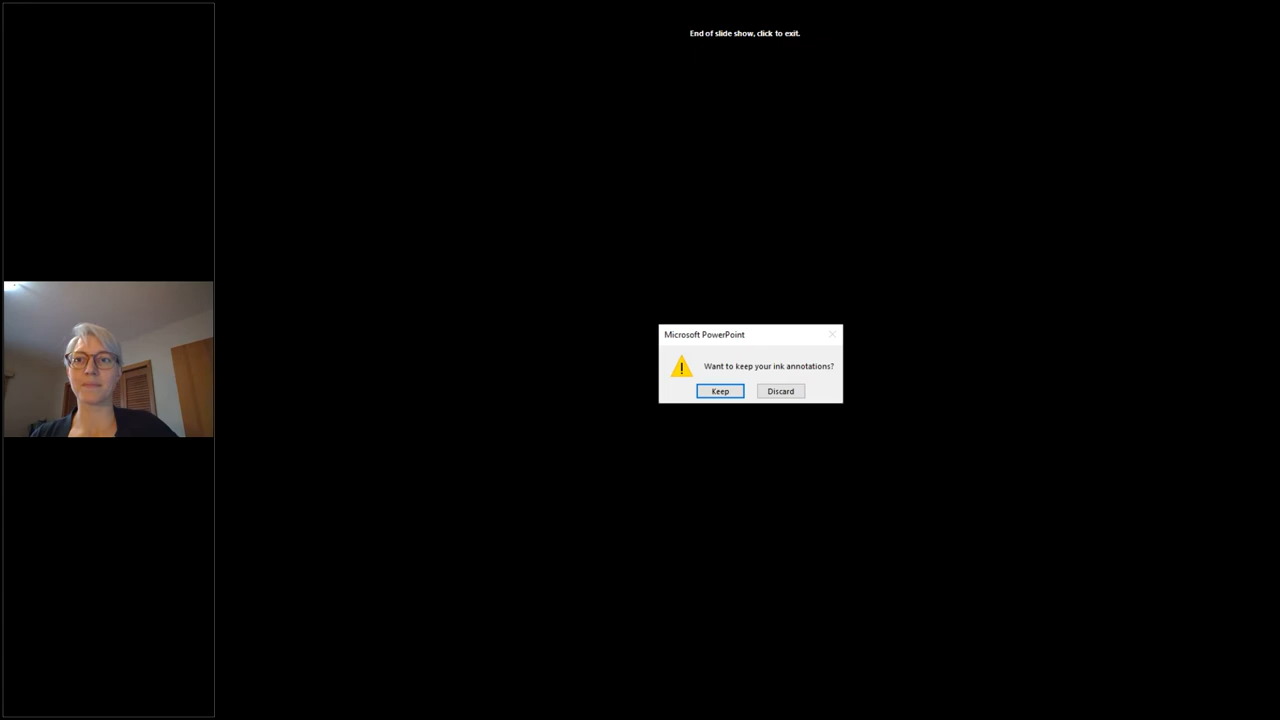 End of slide show, click to exit.
Microsoft PowerPoint
Want to keep your ink annotations?
Keep
Discard